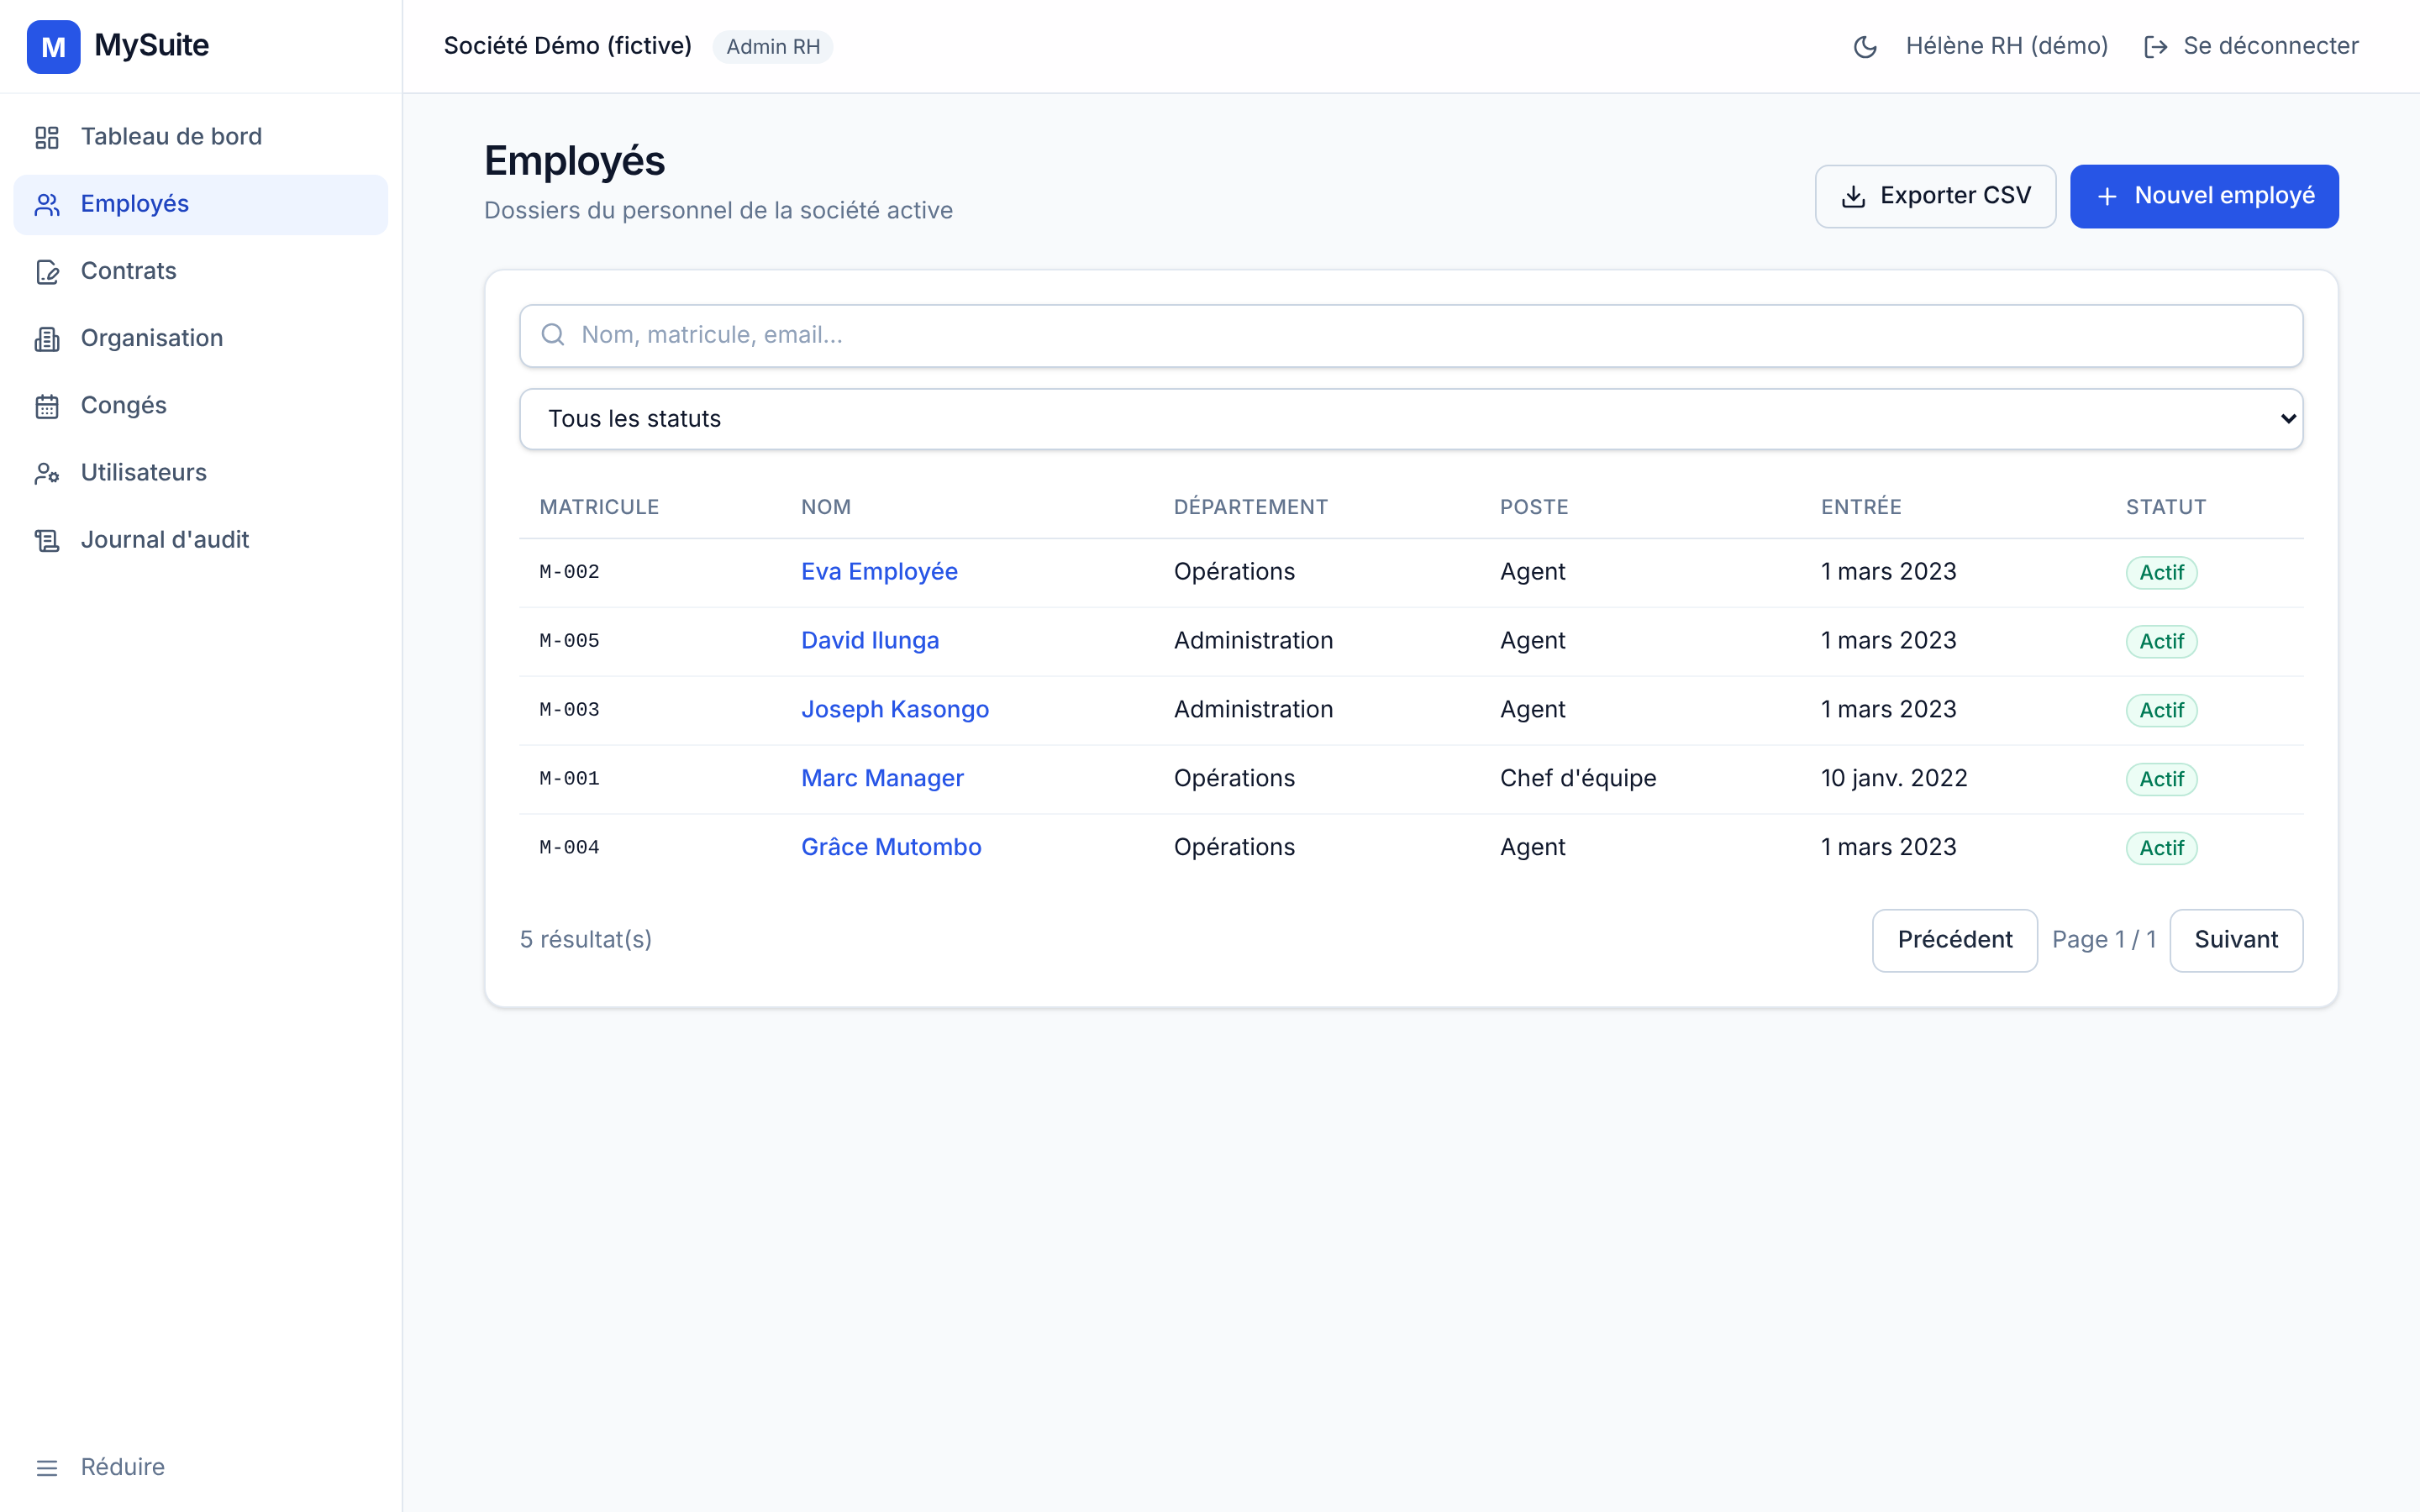 M MySuite
Société Démo (fictive) Admin RH Hélène RH (démo) Se déconnecter
Tableau de bord
Employés
Contrats
Organisation
Congés
Utilisateurs
Journal d'audit
Réduire
Employés
Dossiers du personnel de la société active
Exporter CSV Nouvel employé
Nom, matricule, email...
Tous les statuts
MATRICULE NOM DÉPARTEMENT POSTE ENTRÉE STATUT
M-002 Eva Employée Opérations Agent 1 mars 2023 Actif
M-005 David Ilunga Administration Agent 1 mars 2023 Actif
M-003 Joseph Kasongo Administration Agent 1 mars 2023 Actif
M-001 Marc Manager Opérations Chef d'équipe 10 janv. 2022 Actif
M-004 Grâce Mutombo Opérations Agent 1 mars 2023 Actif
5 résultat(s) Précédent Page 1 / 1 Suivant